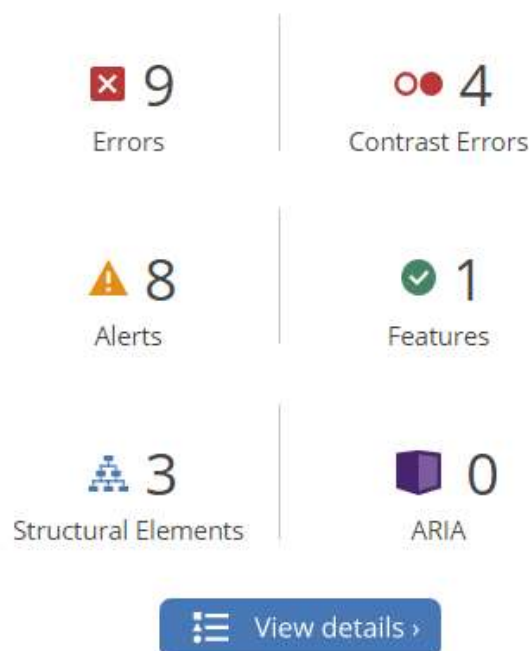 9
Errors
4
Contrast Errors
8
Alerts
1
Features
3
Structural Elements
0
ARIA
View details ›